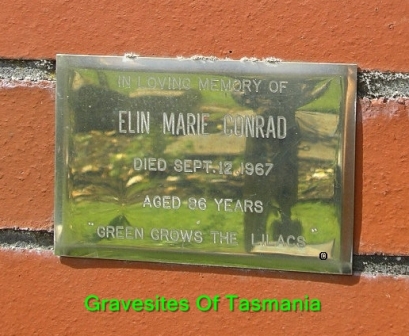 IN LOVING MEMORY OF
ELIN MARIE CONRAD
DIED SEPT. 12, 1967
AGED 86 YEARS
"GREEN GROWS THE LILACS"
Gravesites Of Tasmania